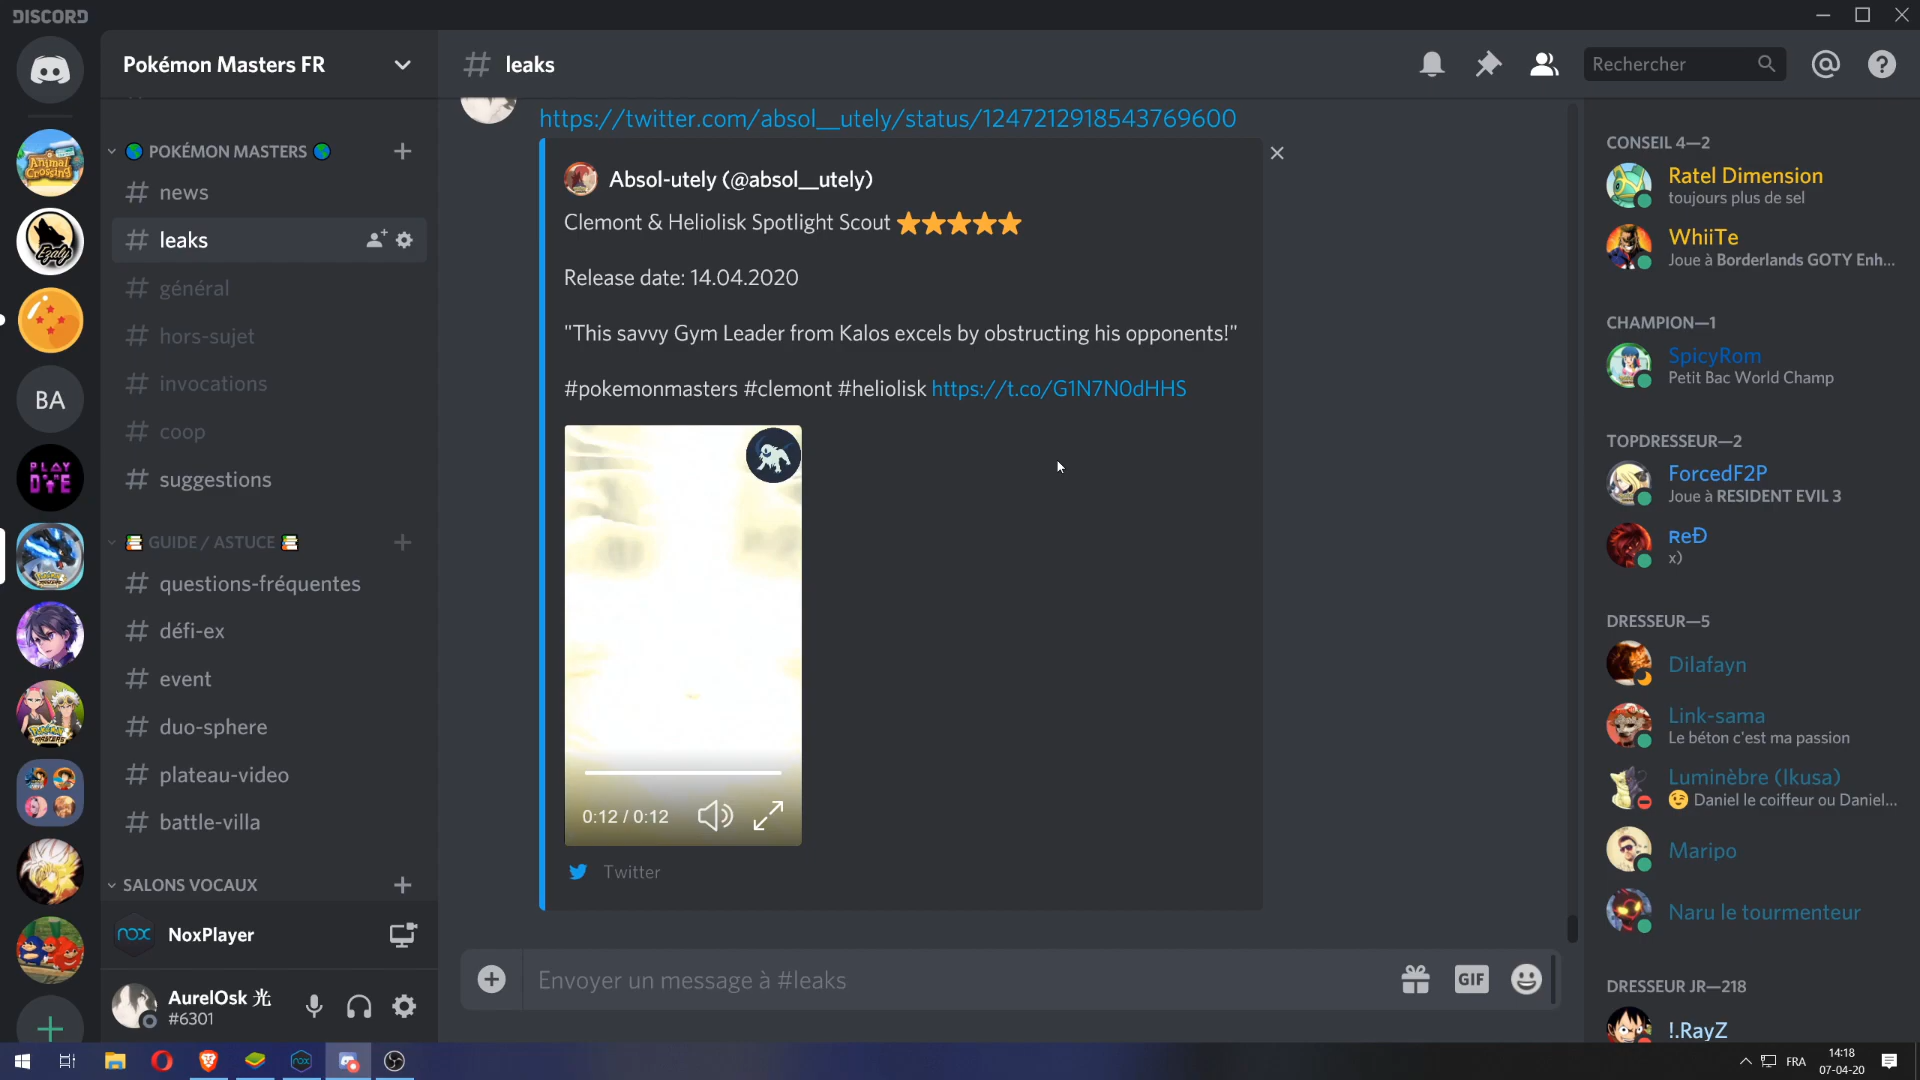 DISCORD
Pokémon Masters FR
leaks
Rechercher
POKÉMON MASTERS
news
leaks
général
hors-sujet
invocations
coop
suggestions
GUIDE / ASTUCE
questions-fréquentes
défi-ex
event
duo-sphere
plateau-video
battle-villa
SALONS VOCAUX
NoxPlayer
AurelOsk 光
#6301
Animal Crossing
Ezaly
BA
PLAY
nox
https://twitter.com/absol__utely/status/1247212918543769600
Absol-utely (@absol__utely)
Clemont & Heliolisk Spotlight Scout
Release date: 14.04.2020
"This savvy Gym Leader from Kalos excels by obstructing his opponents!"
#pokemonmasters #clemont #heliolisk https://t.co/G1N7N0dHHS
0:12 / 0:12
Twitter
Envoyer un message à #leaks
GIF
CONSEIL 4—2
Ratel Dimension
toujours plus de sel
WhiiTe
Joue à Borderlands GOTY Enh...
CHAMPION—1
SpicyRom
Petit Bac World Champ
TOPDRESSEUR—2
ForcedF2P
Joue à RESIDENT EVIL 3
ʀᴇĐ
x)
DRESSEUR—5
Dilafayn
Link-sama
Le béton c'est ma passion
Luminèbre (Ikusa)
Daniel le coiffeur ou Daniel...
Maripo
Naru le tourmenteur
DRESSEUR JR—218
!.RayZ
FRA
14:18
07-04-20